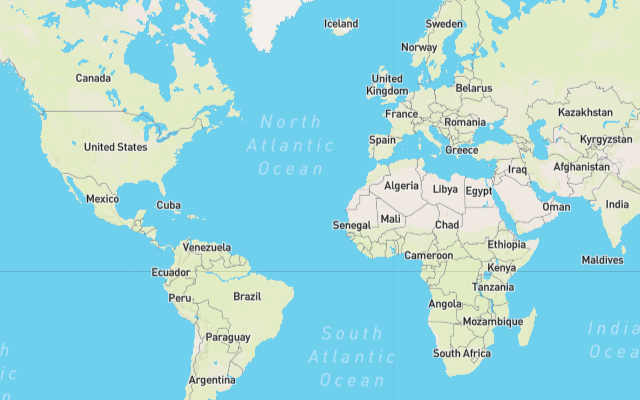 Iceland
Sweden
Norway
Canada
United
Kingdom
Belarus
France
Kazakhstan
Romania
North
Atlantic
Ocean
Spain
Kyrgyzstan
United States
Greece
Iraq
Afghanistan
Algeria
Libya
Egypt
Mexico
Cuba
Oman
India
Mali
Senegal
Chad
Venezuela
Ethiopia
Cameroon
Maldives
Ecuador
Kenya
Tanzania
Peru
Brazil
Angola
Mozambique
Paraguay
South
Atlantic
Ocean
South Africa
Argentina